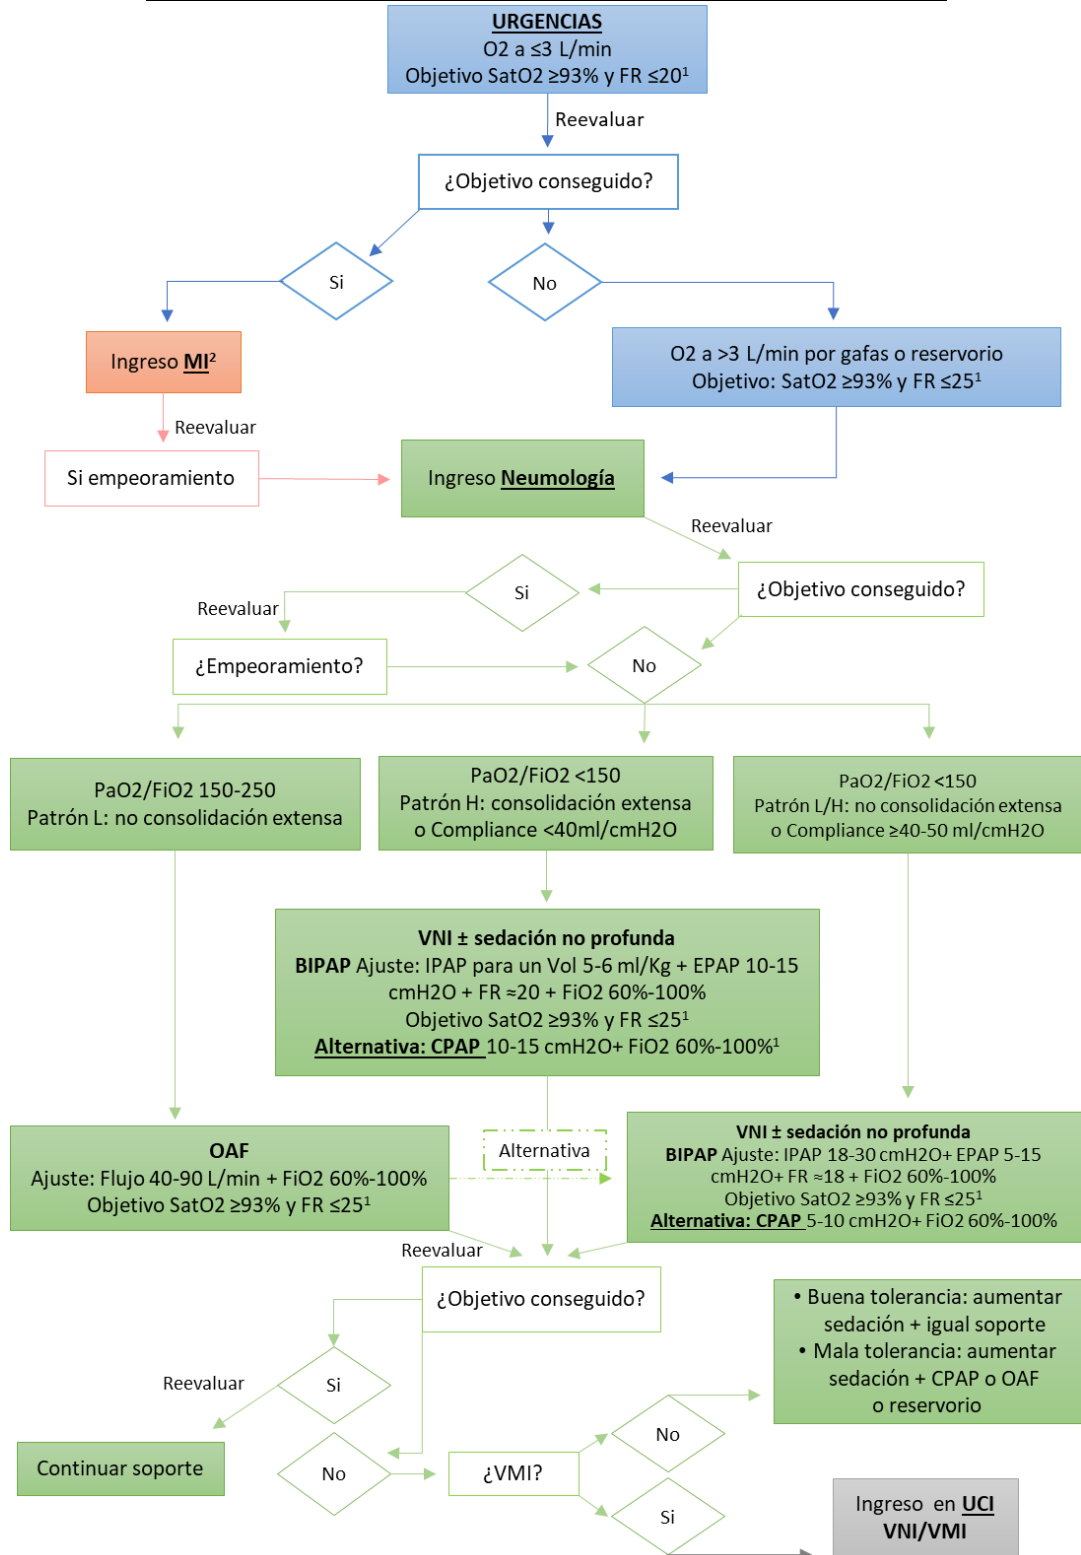 URGENCIAS
O2 a ≤3 L/min
Objetivo SatO2 ≥93% y FR ≤20¹
Reevaluar
¿Objetivo conseguido?
Si
No
Ingreso MI²
O2 a >3 L/min por gafas o reservorio
Objetivo: SatO2 ≥93% y FR ≤25¹
Reevaluar
Si empeoramiento
Ingreso Neumología
Reevaluar
¿Objetivo conseguido?
Si
Reevaluar
¿Empeoramiento?
No
PaO2/FiO2 150-250
Patrón L: no consolidación extensa
PaO2/FiO2 <150
Patrón H: consolidación extensa
o Compliance <40ml/cmH2O
PaO2/FiO2 <150
Patrón L/H: no consolidación extensa
o Compliance ≥40-50 ml/cmH2O
VNI ± sedación no profunda
BIPAP Ajuste: IPAP para un Vol 5-6 ml/Kg + EPAP 10-15
cmH2O + FR ≈20 + FiO2 60%-100%
Objetivo SatO2 ≥93% y FR ≤25¹
Alternativa: CPAP 10-15 cmH2O+ FiO2 60%-100%¹
OAF
Ajuste: Flujo 40-90 L/min + FiO2 60%-100%
Objetivo SatO2 ≥93% y FR ≤25¹
Alternativa
VNI ± sedación no profunda
BIPAP Ajuste: IPAP 18-30 cmH2O+ EPAP 5-15
cmH2O+ FR ≈18 + FiO2 60%-100%
Objetivo SatO2 ≥93% y FR ≤25¹
Alternativa: CPAP 5-10 cmH2O+ FiO2 60%-100%
Reevaluar
¿Objetivo conseguido?
• Buena tolerancia: aumentar
sedación + igual soporte
• Mala tolerancia: aumentar
sedación + CPAP o OAF
o reservorio
Reevaluar
Si
Continuar soporte
No
¿VMI?
No
Si
Ingreso en UCI
VNI/VMI